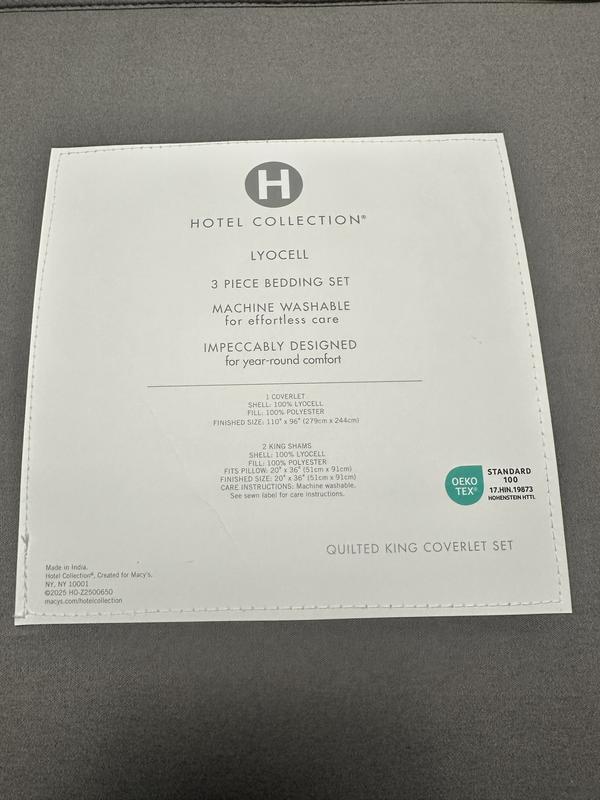 H
HOTEL COLLECTION®
LYOCELL
3 PIECE BEDDING SET
MACHINE WASHABLE
for effortless care
IMPECCABLY DESIGNED
for year-round comfort
1 COVERLET
SHELL: 100% LYOCELL
FILL: 100% POLYESTER
FINISHED SIZE: 110" x 96" (279cm x 244cm)
2 KING SHAMS
SHELL: 100% LYOCELL
FILL: 100% POLYESTER
FITS PILLOW: 20" x 36" (51cm x 91cm)
FINISHED SIZE: 20" x 36" (51cm x 91cm)
CARE INSTRUCTIONS: Machine washable.
See sewn label for care instructions.
OEKO
TEX®
STANDARD
100
17.HIN.19873
HOHENSTEIN HTTI
QUILTED KING COVERLET SET
Made in India.
Hotel Collection®, Created for Macy's.
NY, NY 10001
©2025 HO-Z2500650
macys.com/hotelcollection